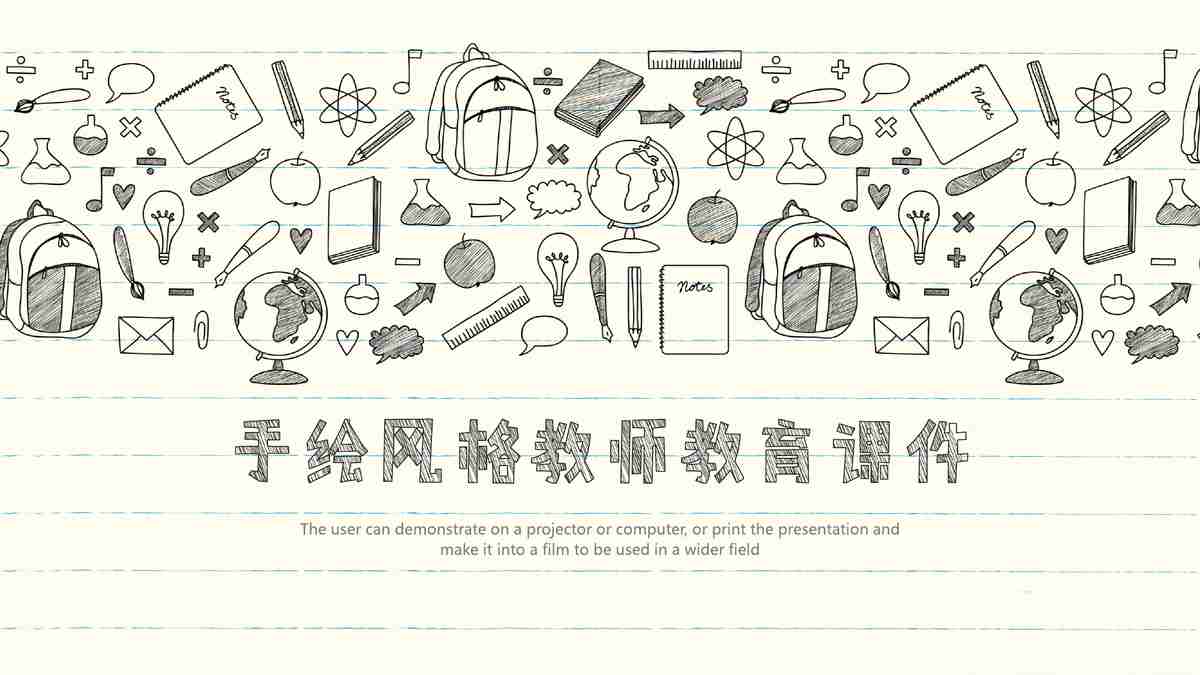 Notes
Notes
Notes
手绘风格教师教育课件
The user can demonstrate on a projector or computer, or print the presentation and
make it into a film to be used in a wider field